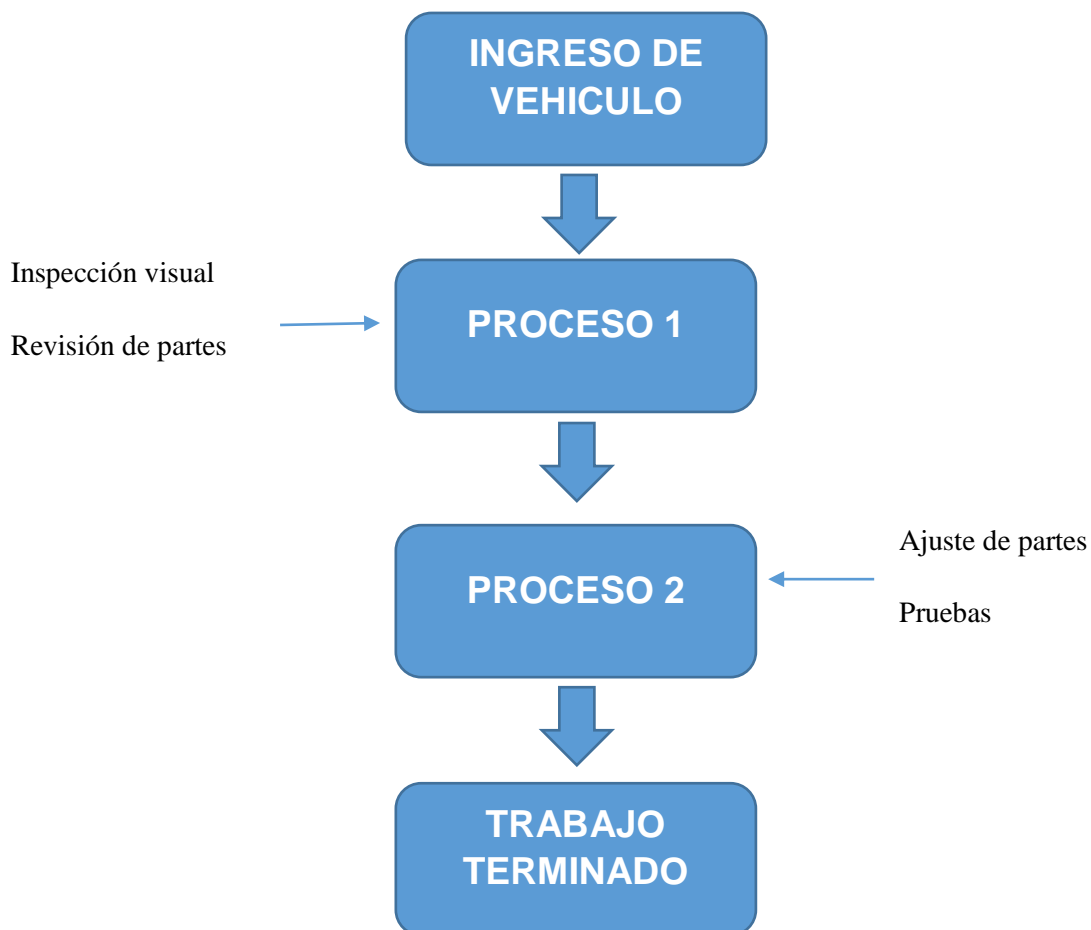 INGRESO DE
VEHICULO
Inspección visual
Revisión de partes
PROCESO 1
PROCESO 2
Ajuste de partes
Pruebas
TRABAJO
TERMINADO